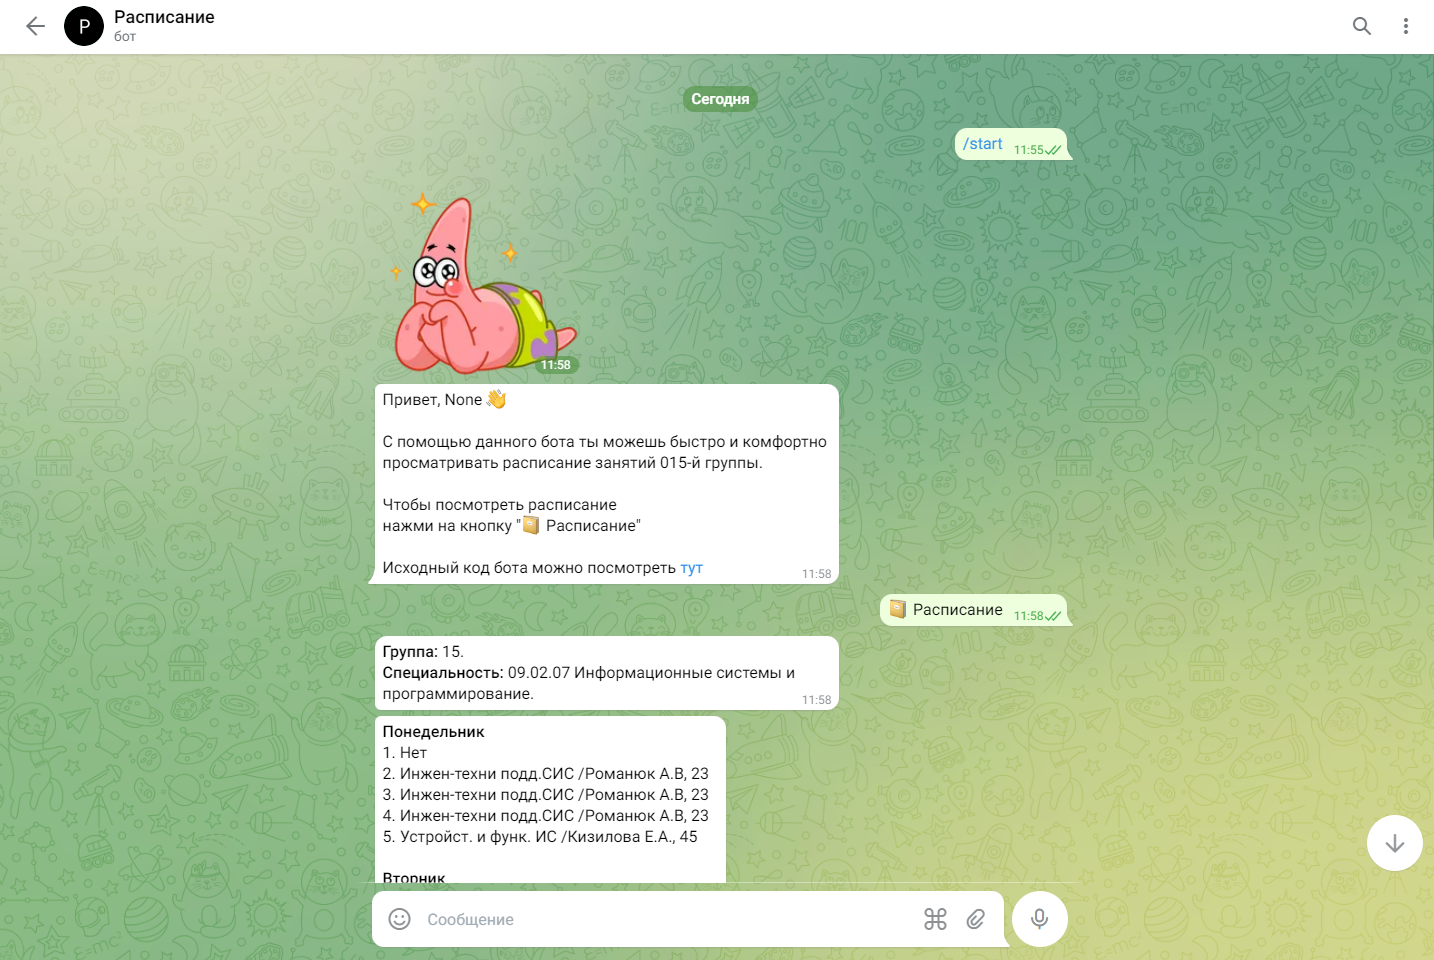 Р
Расписание
бот
Сегодня
/start 11:55
11:58
Привет, None 👋
С помощью данного бота ты можешь быстро и комфортно
просматривать расписание занятий 015-й группы.
Чтобы посмотреть расписание
нажми на кнопку "📒 Расписание"
Исходный код бота можно посмотреть тут
11:58
📒 Расписание 11:58
Группа: 15.
Специальность: 09.02.07 Информационные системы и
программирование.
11:58
Понедельник
1. Нет
2. Инжен-техни подд.СИС /Романюк А.В, 23
3. Инжен-техни подд.СИС /Романюк А.В, 23
4. Инжен-техни подд.СИС /Романюк А.В, 23
5. Устройст. и функ. ИС /Кизилова Е.А., 45
Вторник
Сообщение